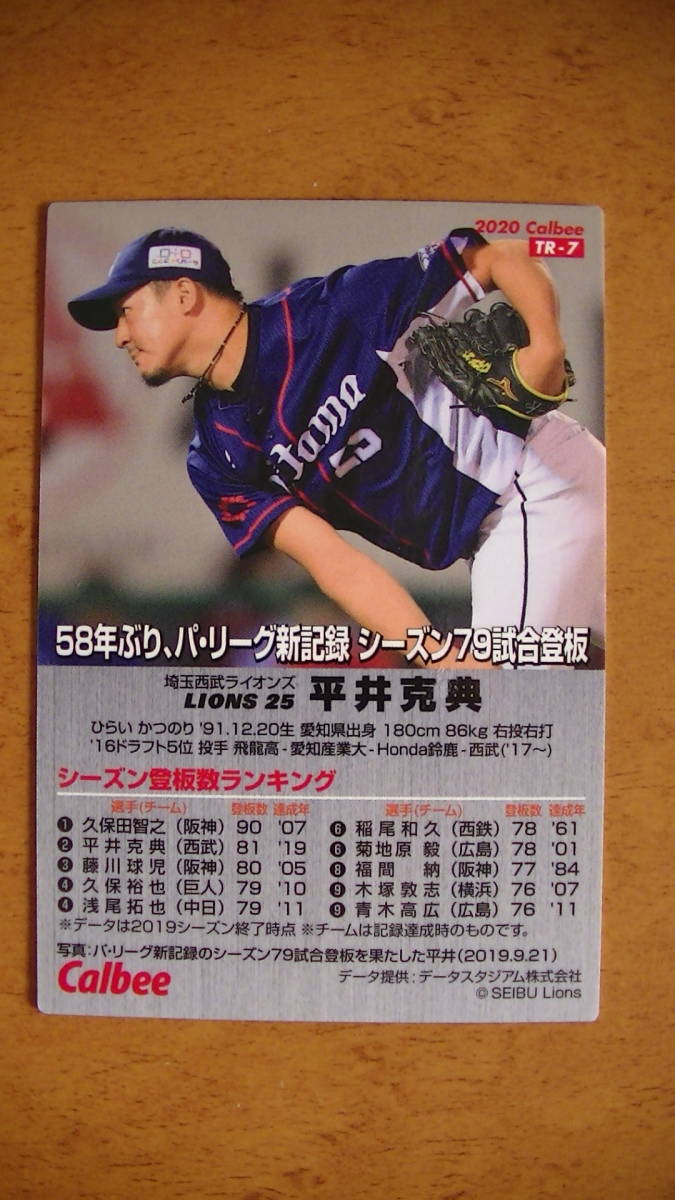 2020 Calbee
TR-7
58年ぶり、パ・リーグ新記録 シーズン79試合登板
埼玉西武ライオンズ
LIONS 25 平井克典
ひらい かつのり '91.12.20生 愛知県出身 180cm 86kg 右投右打
'16ドラフト5位 投手 飛龍高-愛知産業大-Honda鈴鹿-西武('17〜)
シーズン登板数ランキング
選手(チーム) 登板数 達成年
❶ 久保田智之(阪神) 90 '07
❷ 平井克典(西武) 81 '19
❸ 藤川球児(阪神) 80 '05
❹ 久保裕也(巨人) 79 '10
❹ 浅尾拓也(中日) 79 '11
選手(チーム) 登板数 達成年
❻ 稲尾和久(西鉄) 78 '61
❻ 菊地原 毅(広島) 78 '01
❽ 福間 納(阪神) 77 '84
❾ 木塚敦志(横浜) 76 '07
❾ 青木高広(広島) 76 '11
※データは2019シーズン終了時点 ※チームは記録達成時のものです。
写真:パ・リーグ新記録のシーズン79試合登板を果たした平井(2019.9.21)
Calbee
データ提供:データスタジアム株式会社
© SEIBU Lions